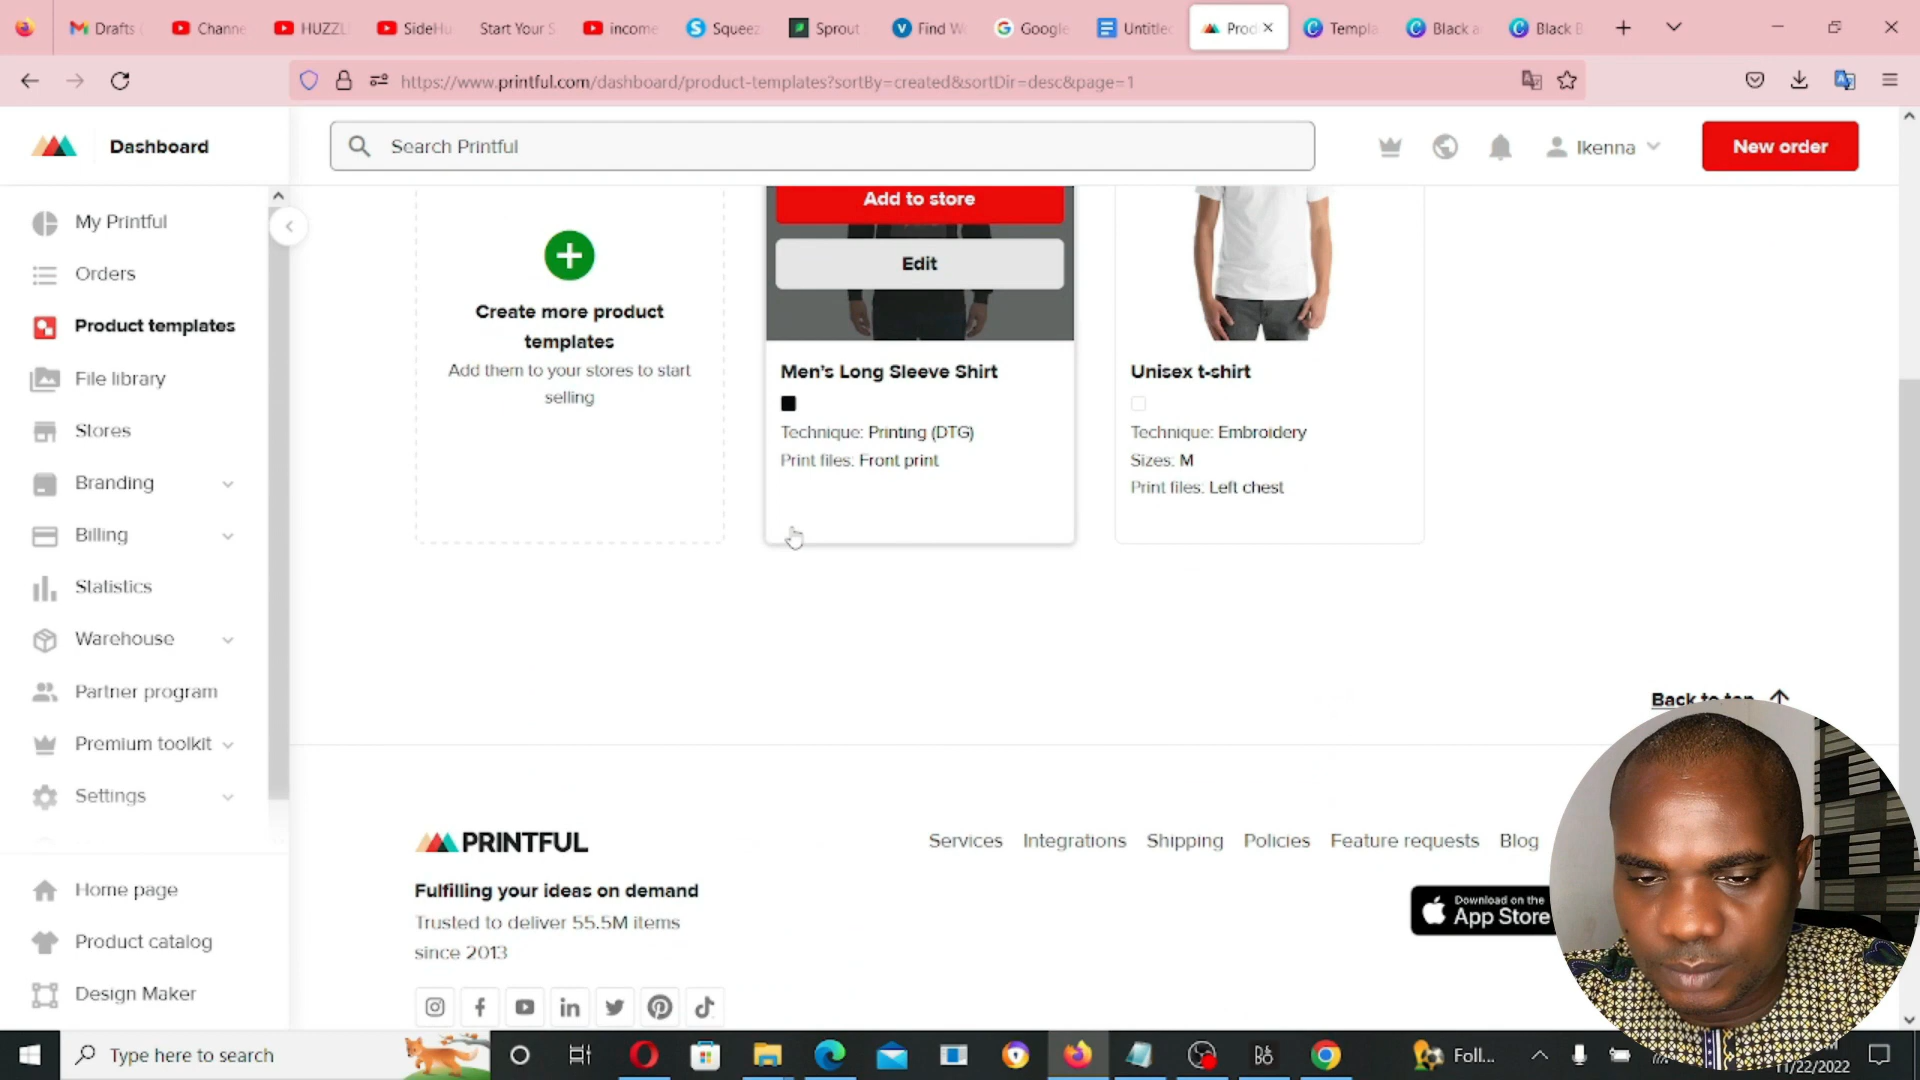 Drafts
Channe
HUZZL
SideHu
Start Your S
income
Squeez
Sprout
Find W
Google
Untitled
Prod
Templa
Black a
Black B
https://www.printful.com/dashboard/product-templates?sortBy=created&sortDir=desc&page=1
Dashboard
Search Printful
Ikenna
New order
My Printful
Orders
Product templates
File library
Stores
Branding
Billing
Statistics
Warehouse
Partner program
Premium toolkit
Settings
Home page
Product catalog
Design Maker
Create more product
templates
Add them to your stores to start
selling
Add to store
Edit
Men's Long Sleeve Shirt
Technique: Printing (DTG)
Print files: Front print
Unisex t-shirt
Technique: Embroidery
Sizes: M
Print files: Left chest
Back to top
PRINTFUL
Fulfilling your ideas on demand
Trusted to deliver 55.5M items
since 2013
Services
Integrations
Shipping
Policies
Feature requests
Blog
Download on the
App Store
Type here to search
Foll...
11/22/2022